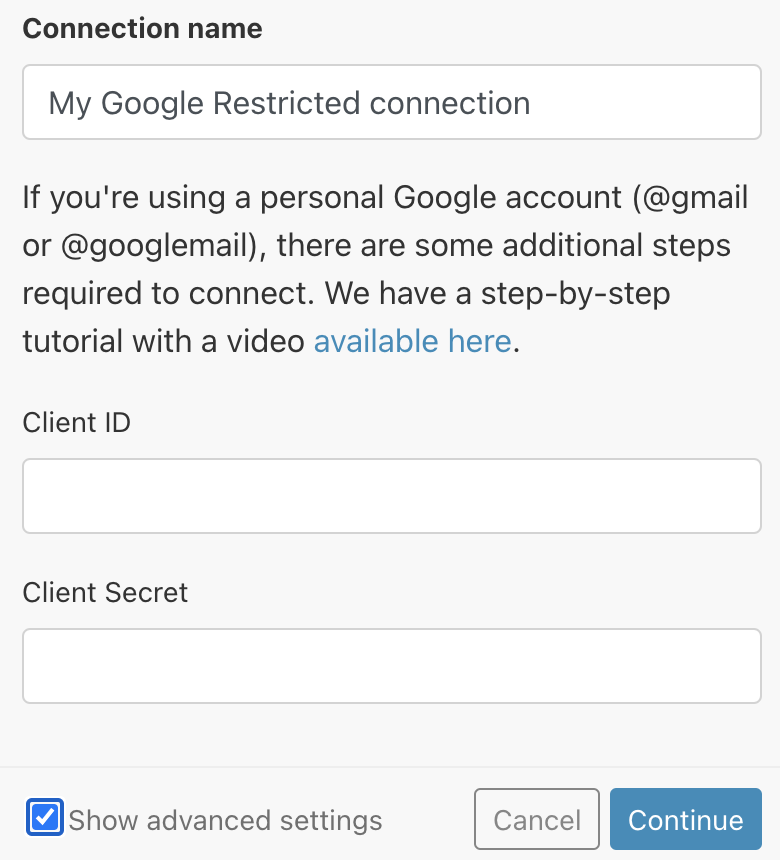 Connection name
My Google Restricted connection
If you're using a personal Google account (@gmail
or @googlemail), there are some additional steps
required to connect. We have a step-by-step
tutorial with a video available here.
Client ID
Client Secret
Show advanced settings
Cancel
Continue